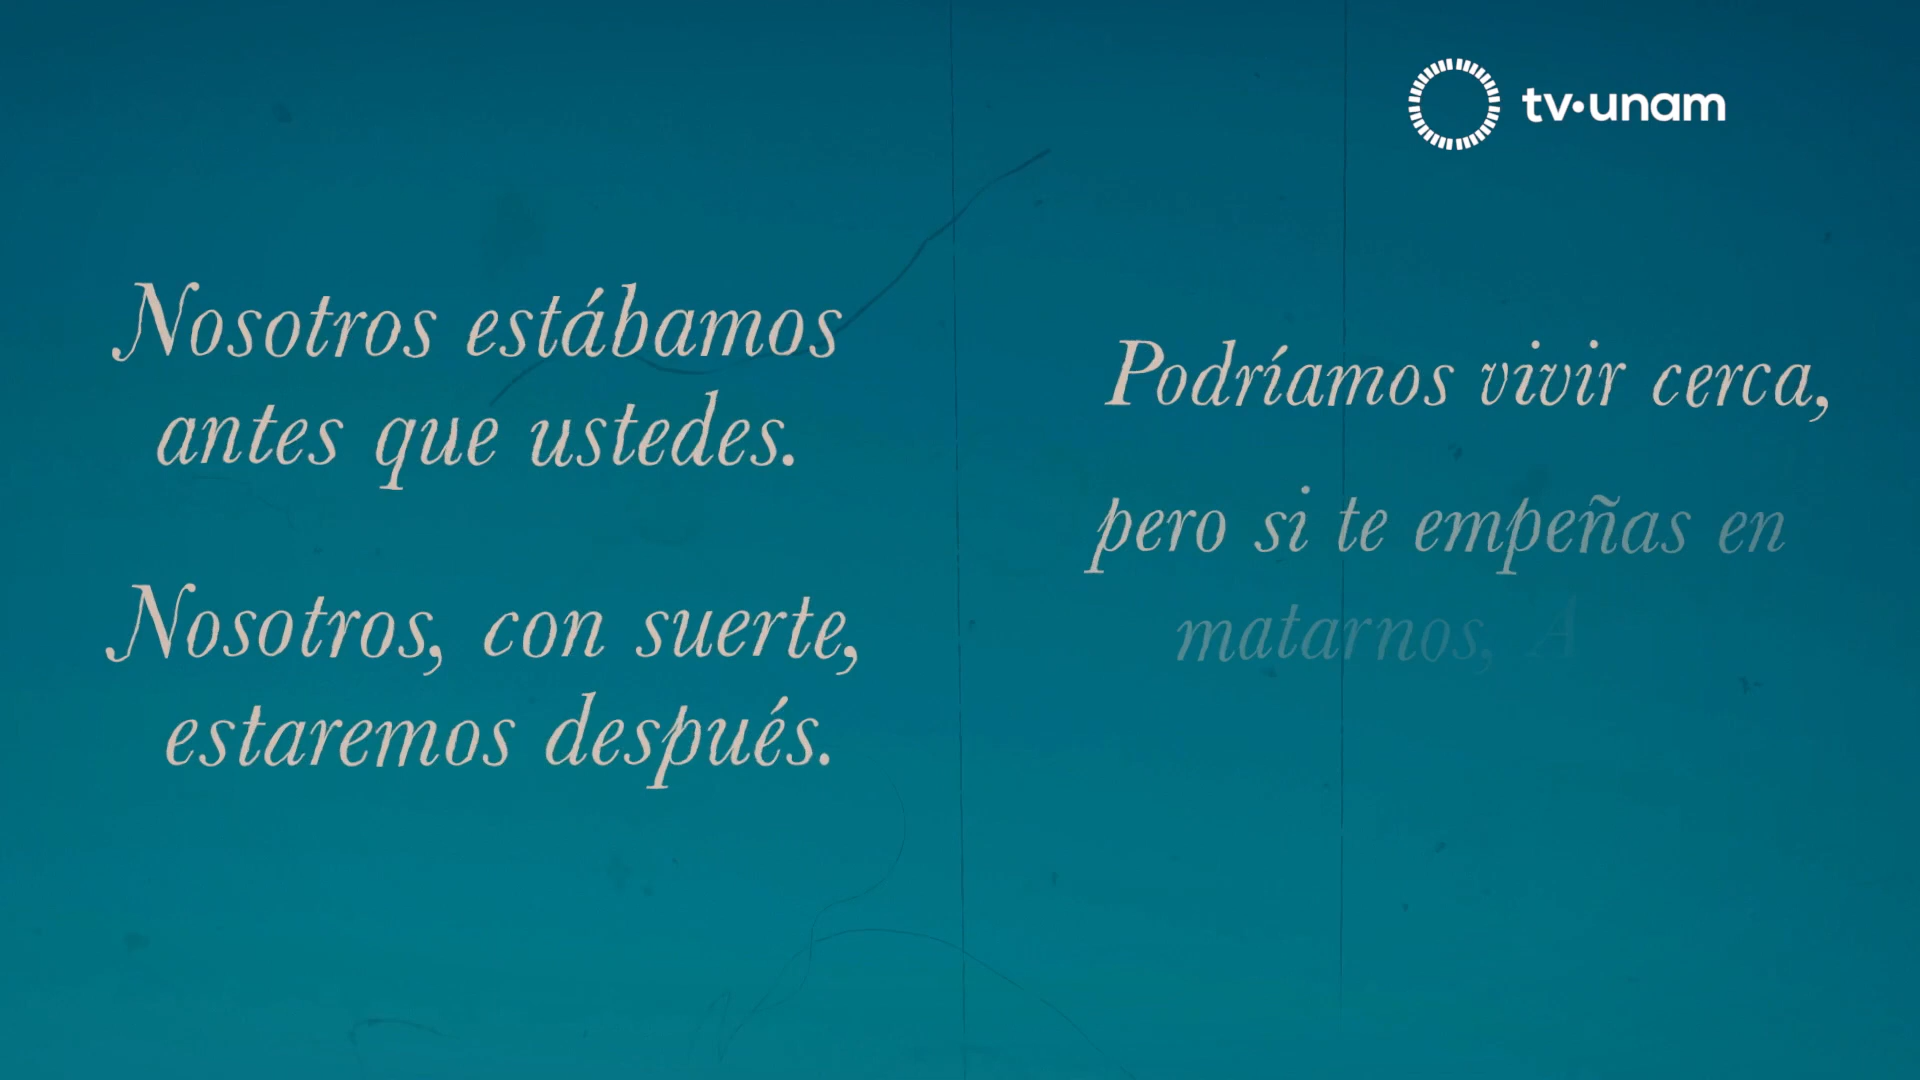 tv·unam
Nosotros estábamos
antes que ustedes.
Nosotros, con suerte,
estaremos después.
Podríamos vivir cerca,
pero si te empeñas en
matarnos, A